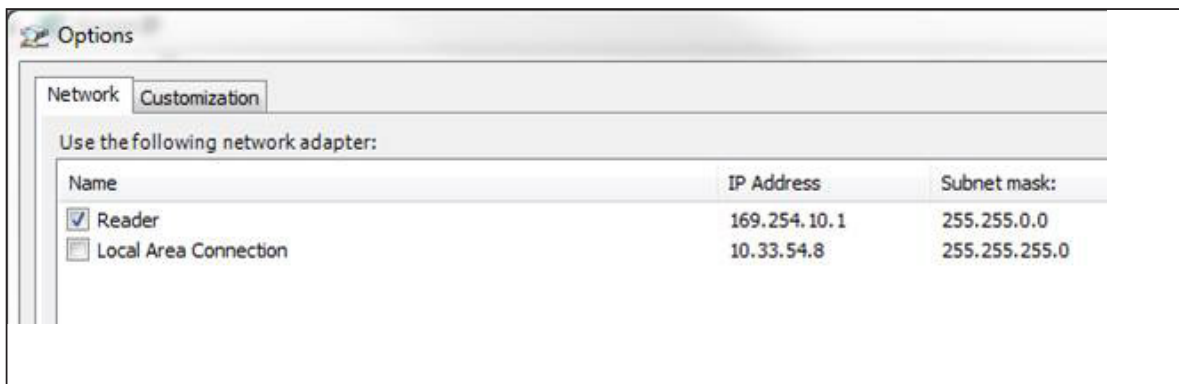 Options
Network Customization
Use the following network adapter:
Name IP Address Subnet mask:
Reader 169.254.10.1 255.255.0.0
Local Area Connection 10.33.54.8 255.255.255.0